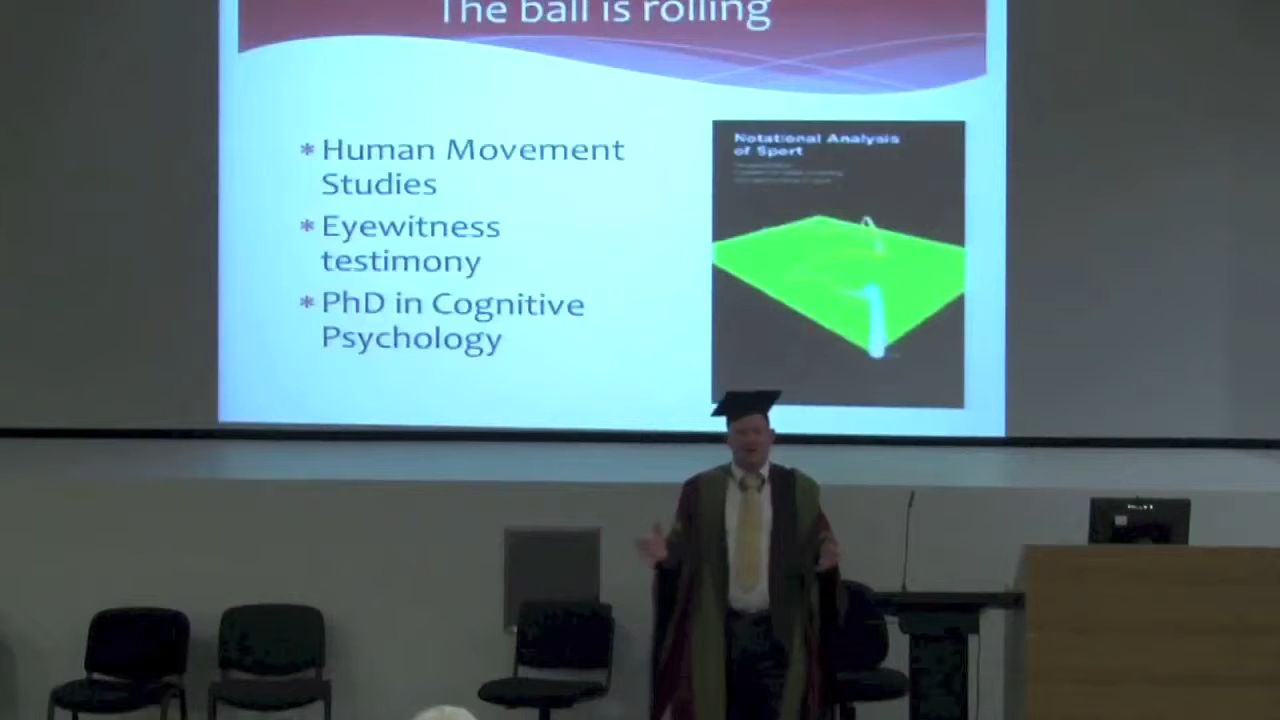 The ball is rolling
* Human Movement
Studies
* Eyewitness
testimony
* PhD in Cognitive
Psychology
Notational Analysis
of Sport